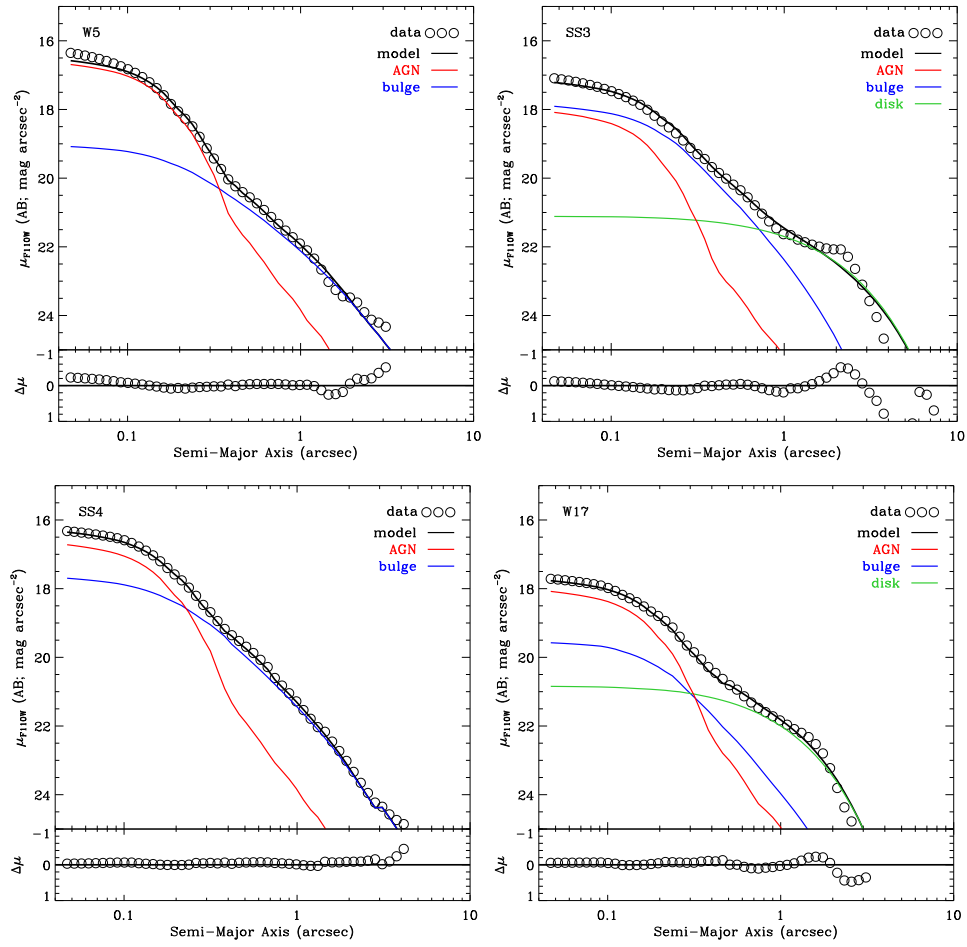 W5
data
model
AGN
bulge
16
18
20
22
24
μF110W (AB; mag arcsec−2)
-1
0
1
Δμ
0.1
1
10
Semi-Major Axis (arcsec)
SS3
data
model
AGN
bulge
disk
16
18
20
22
24
μF110W (AB; mag arcsec−2)
-1
0
1
Δμ
0.1
1
10
Semi-Major Axis (arcsec)
SS4
data
model
AGN
bulge
16
18
20
22
24
μF110W (AB; mag arcsec−2)
-1
0
1
Δμ
0.1
1
10
Semi-Major Axis (arcsec)
W17
data
model
AGN
bulge
disk
16
18
20
22
24
μF110W (AB; mag arcsec−2)
-1
0
1
Δμ
0.1
1
10
Semi-Major Axis (arcsec)